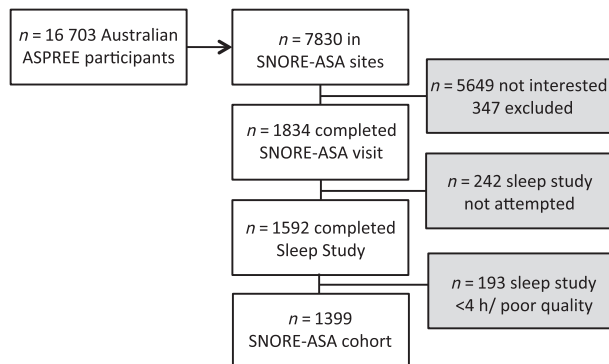 n = 16 703 Australian
ASPREE participants
n = 7830 in
SNORE-ASA sites
n = 5649 not interested
347 excluded
n = 1834 completed
SNORE-ASA visit
n = 242 sleep study
not attempted
n = 1592 completed
Sleep Study
n = 193 sleep study
<4 h/ poor quality
n = 1399
SNORE-ASA cohort